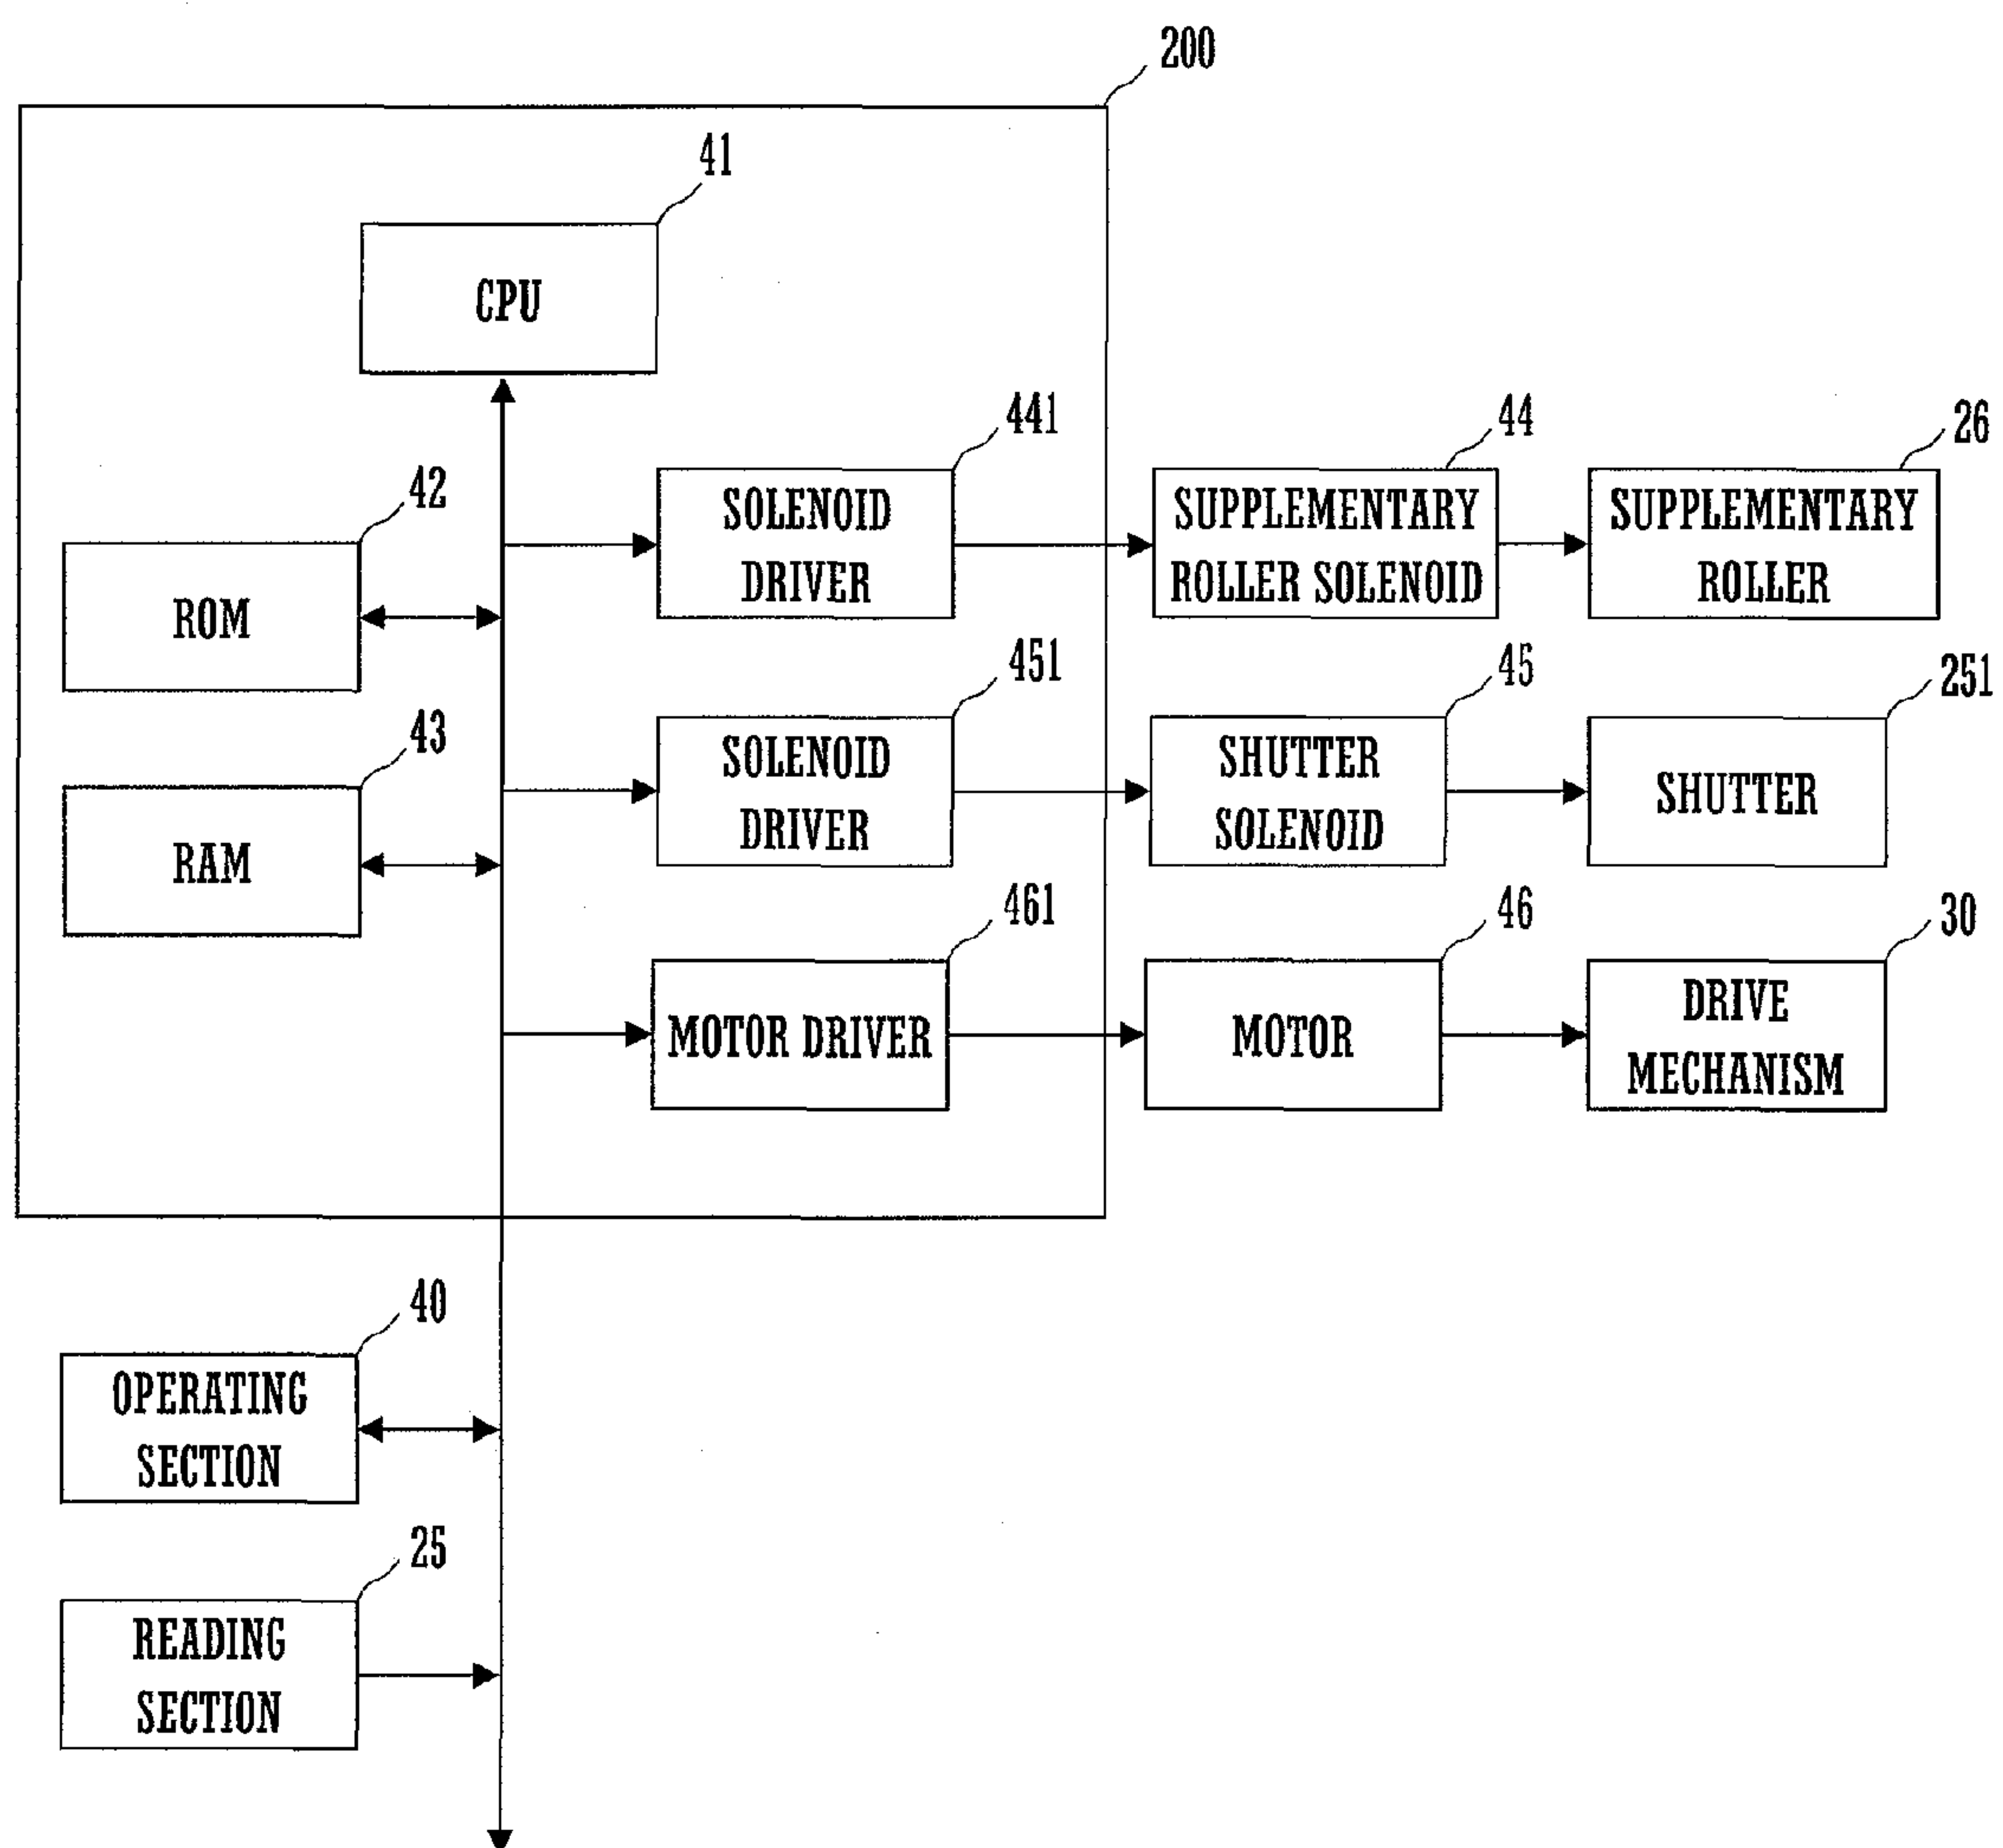 200
41
CPU
441
44
26
SOLENOID
DRIVER
SUPPLEMENTARY
ROLLER SOLENOID
SUPPLEMENTARY
ROLLER
42
ROM
451
45
251
SOLENOID
DRIVER
SHUTTER
SOLENOID
SHUTTER
43
RAM
461
46
30
MOTOR DRIVER
MOTOR
DRIVE
MECHANISM
40
OPERATING
SECTION
25
READING
SECTION